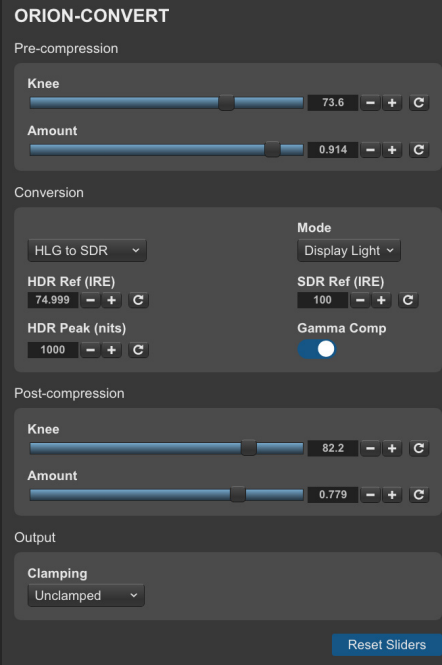 ORION-CONVERT
Pre-compression
Knee
73.6
Amount
0.914
Conversion
Mode
HLG to SDR Display Light
HDR Ref (IRE) SDR Ref (IRE)
74.999 100
HDR Peak (nits) Gamma Comp
1000
Post-compression
Knee
82.2
Amount
0.779
Output
Clamping
Unclamped
Reset Sliders